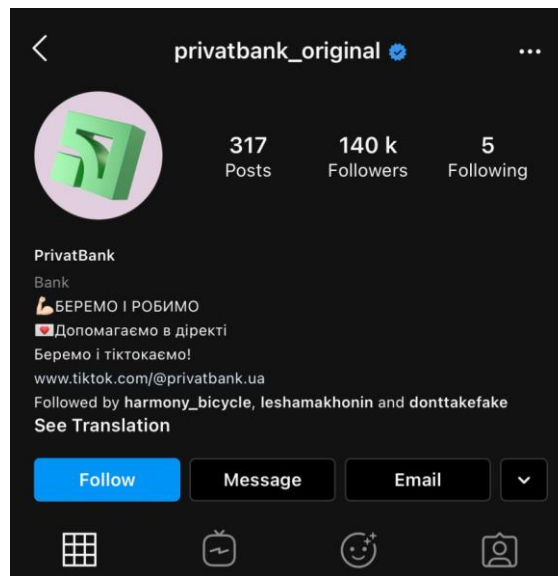 privatbank_original
317 140 k 5
Posts Followers Following
PrivatBank
Bank
💪🏻БЕРЕМО І РОБИМО
💌Допомагаємо в діректі
Беремо і тіктокаємо!
www.tiktok.com/@privatbank.ua
Followed by harmony_bicycle, leshamakhonin and donttakefake
See Translation
Follow Message Email